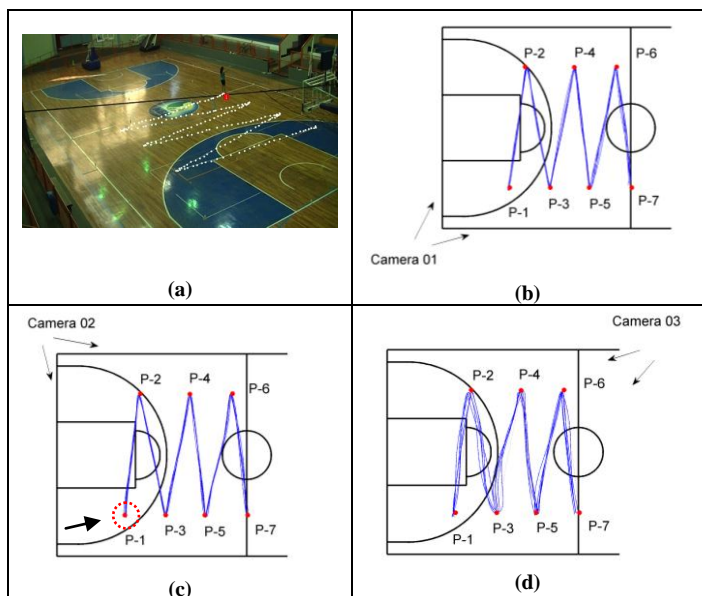 (a)
P-2 P-4 P-6
P-1 P-3 P-5 P-7
Camera 01
(b)
Camera 02
P-2 P-4 P-6
P-1 P-3 P-5 P-7
(c)
Camera 03
P-2 P-4 P-6
P-1 P-3 P-5 P-7
(d)